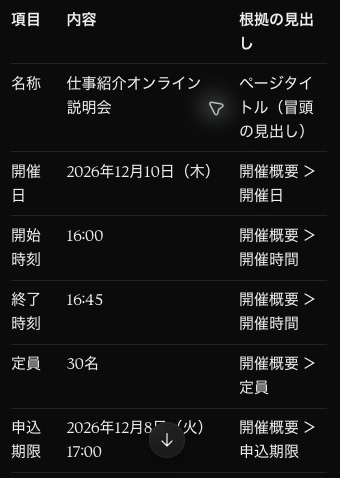 項目 内容 根拠の見出
し
名称 仕事紹介オンライン ページタイ
説明会 トル（冒頭
の見出し）
開催 2026年12月10日（木） 開催概要 >
日 開催日
開始 16:00 開催概要 >
時刻 開催時間
終了 16:45 開催概要 >
時刻 開催時間
定員 30名 開催概要 >
定員
申込 2026年12月8日（火） 開催概要 >
期限 17:00 申込期限